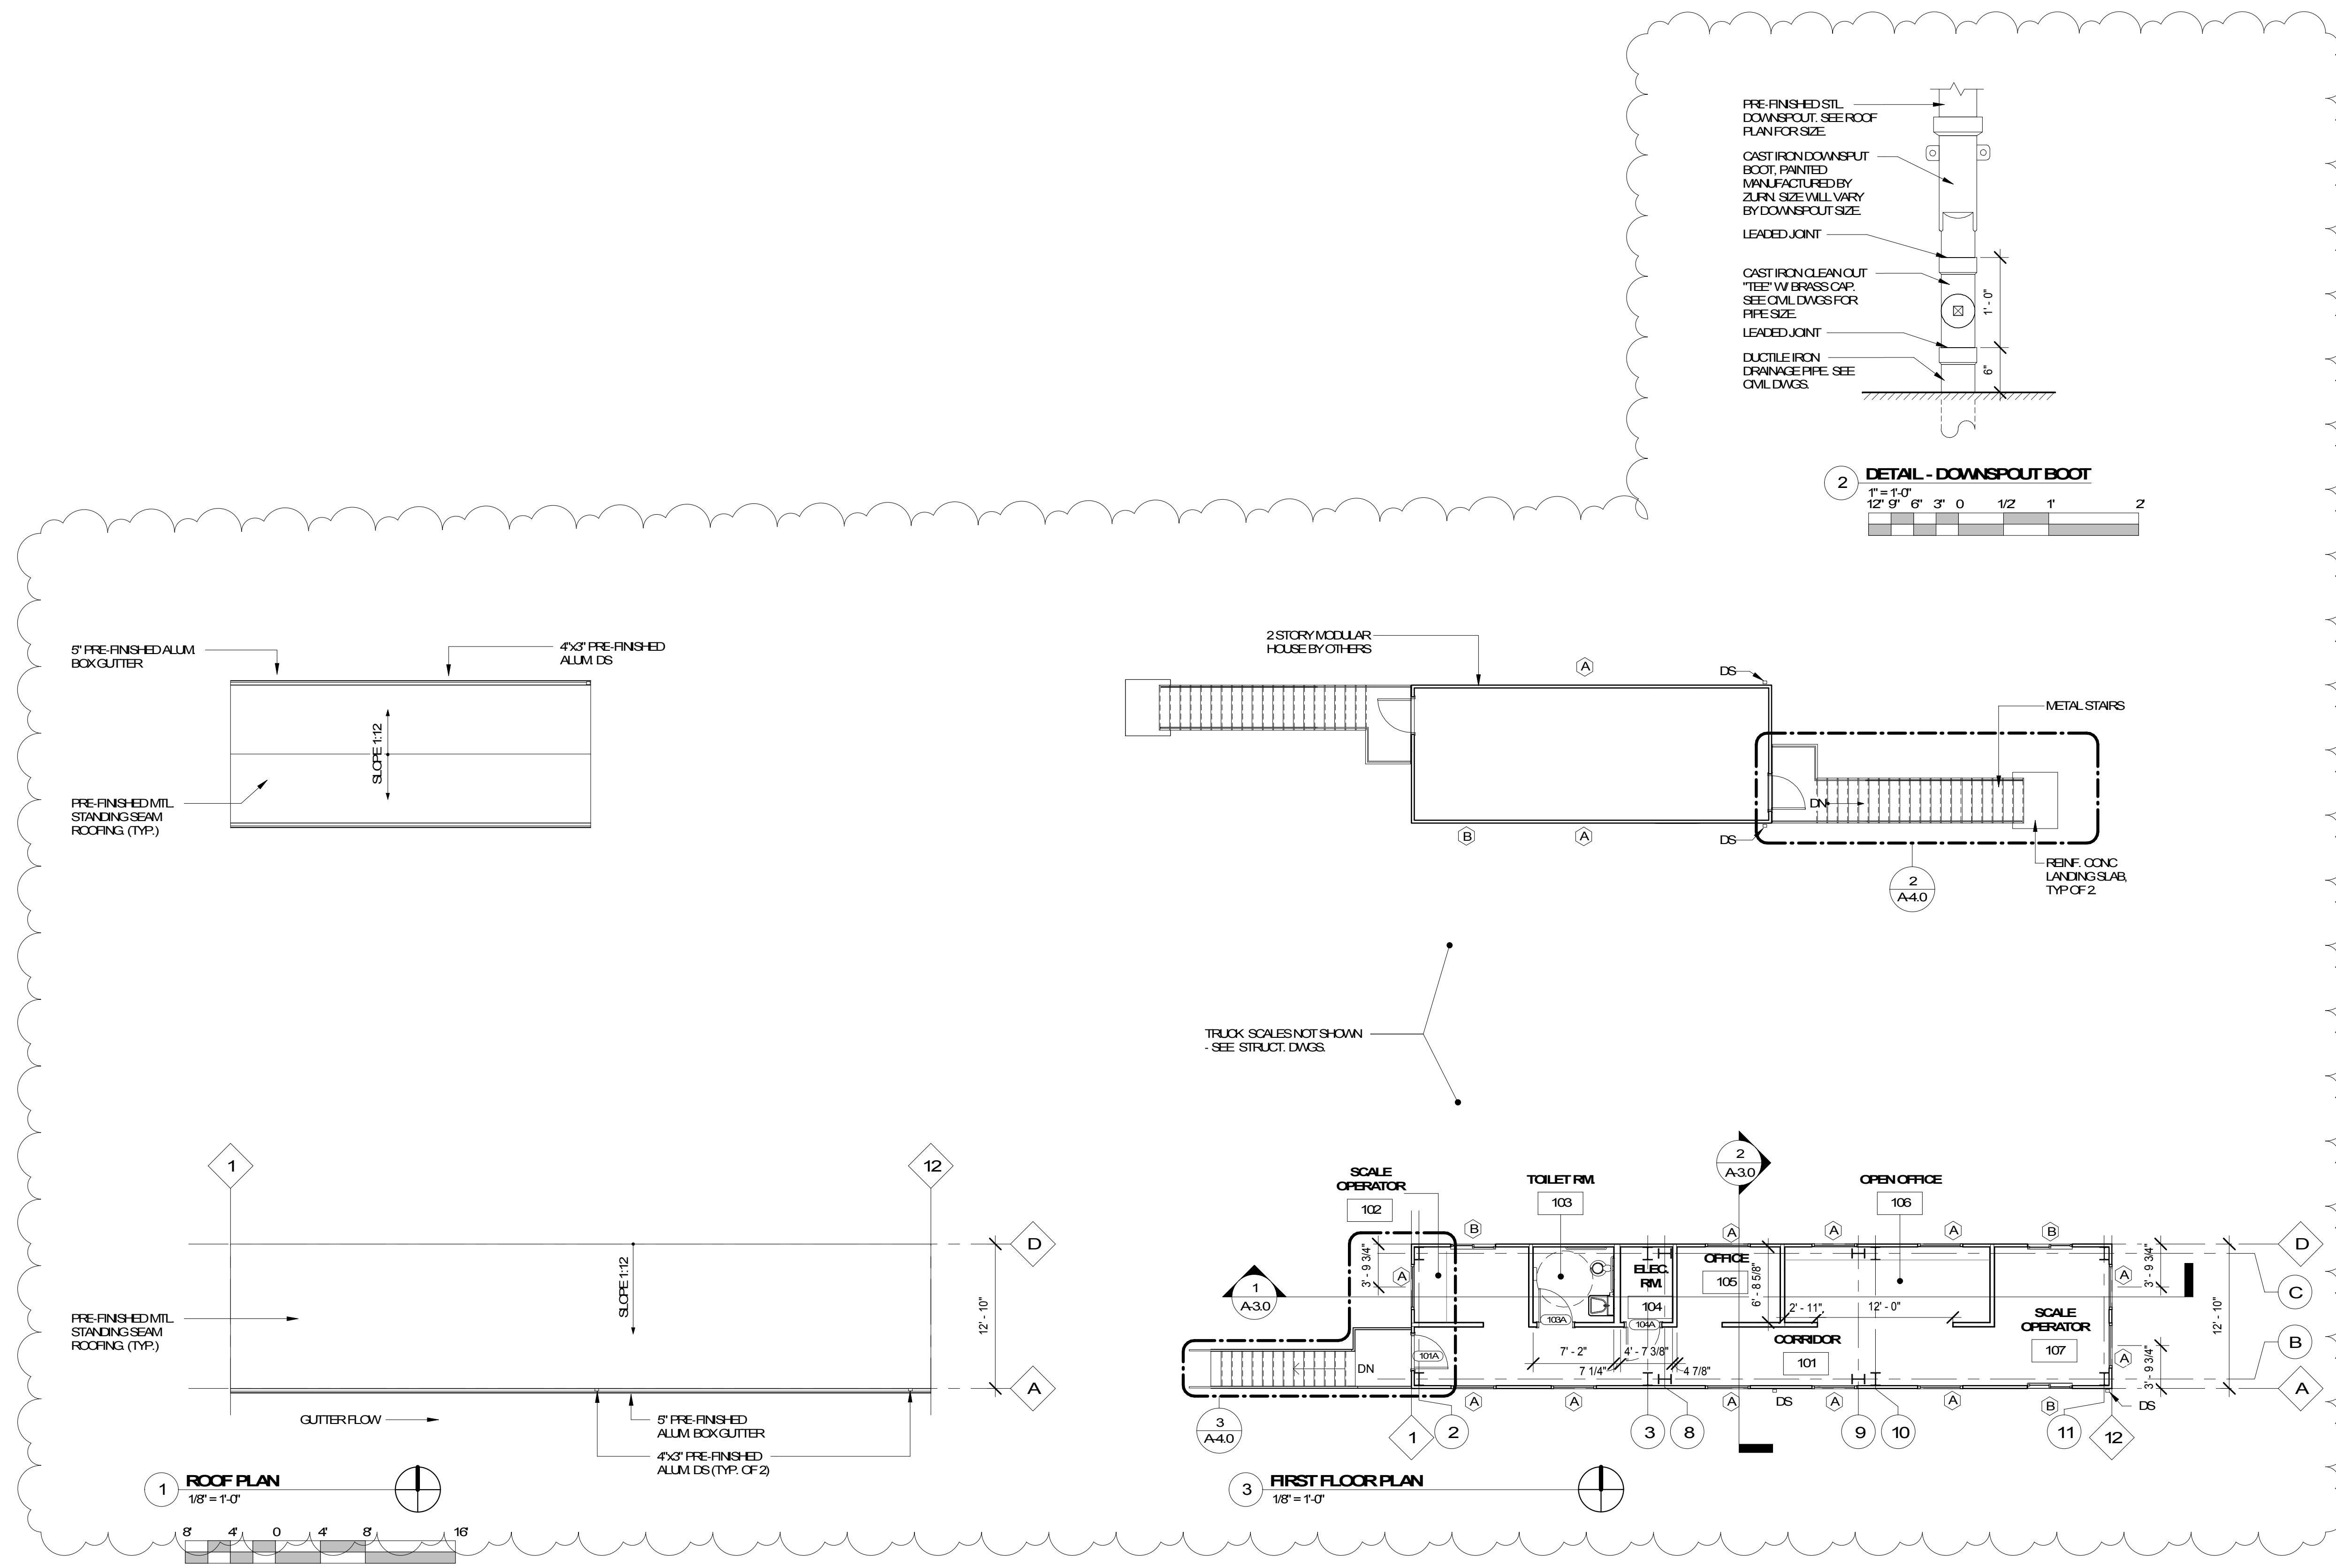 PRE-FINISHED STL.
DOWNSPOUT. SEE ROOF
PLAN FOR SIZE.
CAST IRON DOWNSPUT
BOOT, PAINTED
MANUFACTURED BY
ZURN. SIZE WILL VARY
BY DOWNSPOUT SIZE.
LEADED JOINT
CAST IRON CLEAN OUT
"TEE" W/ BRASS CAP.
SEE CIVIL DWGS FOR
PIPE SIZE.
LEADED JOINT
DUCTILE IRON
DRAINAGE PIPE. SEE
CIVIL DWGS.
1' - 0"
6"
2 DETAIL - DOWNSPOUT BOOT
1" = 1'-0"
12" 9" 6" 3" 0 1/2' 1' 2'
5" PRE-FINISHED ALUM.
BOX GUTTER
4"x3" PRE-FINISHED
ALUM. DS
SLOPE 1:12
PRE-FINISHED MTL.
STANDING SEAM
ROOFING. (TYP.)
2 STORY MODULAR
HOUSE BY OTHERS
A
DS
METAL STAIRS
DN
B
A
DS
2
A-4.0
REINF. CONC
LANDING SLAB,
TYP OF 2.
TRUCK SCALES NOT SHOWN
- SEE STRUCT. DWGS.
1
12
D
SLOPE 1:12
12' - 10"
PRE-FINISHED MTL.
STANDING SEAM
ROOFING. (TYP.)
A
GUTTER FLOW
5" PRE-FINISHED
ALUM. BOX GUTTER
4"x3" PRE-FINISHED
ALUM. DS (TYP. OF 2)
1 ROOF PLAN
1/8" = 1'-0"
8' 4' 0 4' 8' 16'
2
A-3.0
SCALE
OPERATOR
102
TOILET RM.
103
OPEN OFFICE
106
B
A
A
A
B
D
3' - 9 3/4"
A
ELEC.
RM.
104
OFFICE
105
6' - 8 5/8"
A
3' - 9 3/4"
C
1
A-3.0
103A
104A
2' - 11"
12' - 0"
SCALE
OPERATOR
107
12' - 10"
CORRIDOR
101
B
101A
DN
7' - 2"
4' - 7 3/8"
7 1/4"
4 7/8"
A
3' - 9 3/4"
A
A
A
A
DS
A
A
B
DS
3
A-4.0
1
2
3
8
9
10
11
12
3 FIRST FLOOR PLAN
1/8" = 1'-0"